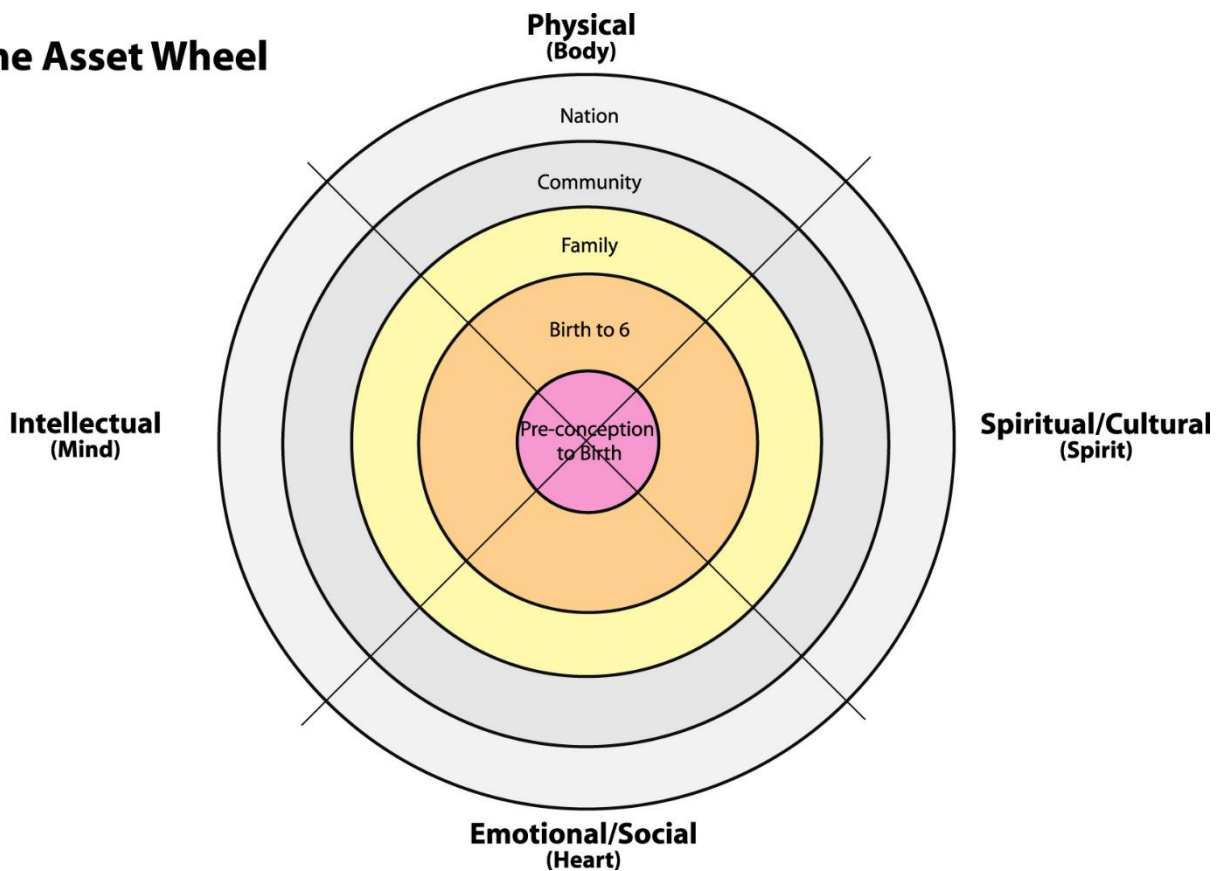 Physical
(Body)
ne Asset Wheel
Nation
Community
Family
Birth to 6
Intellectual
(Mind)
Pre-conception
to Birth
Spiritual/Cultural
(Spirit)
Emotional/Social
(Heart)